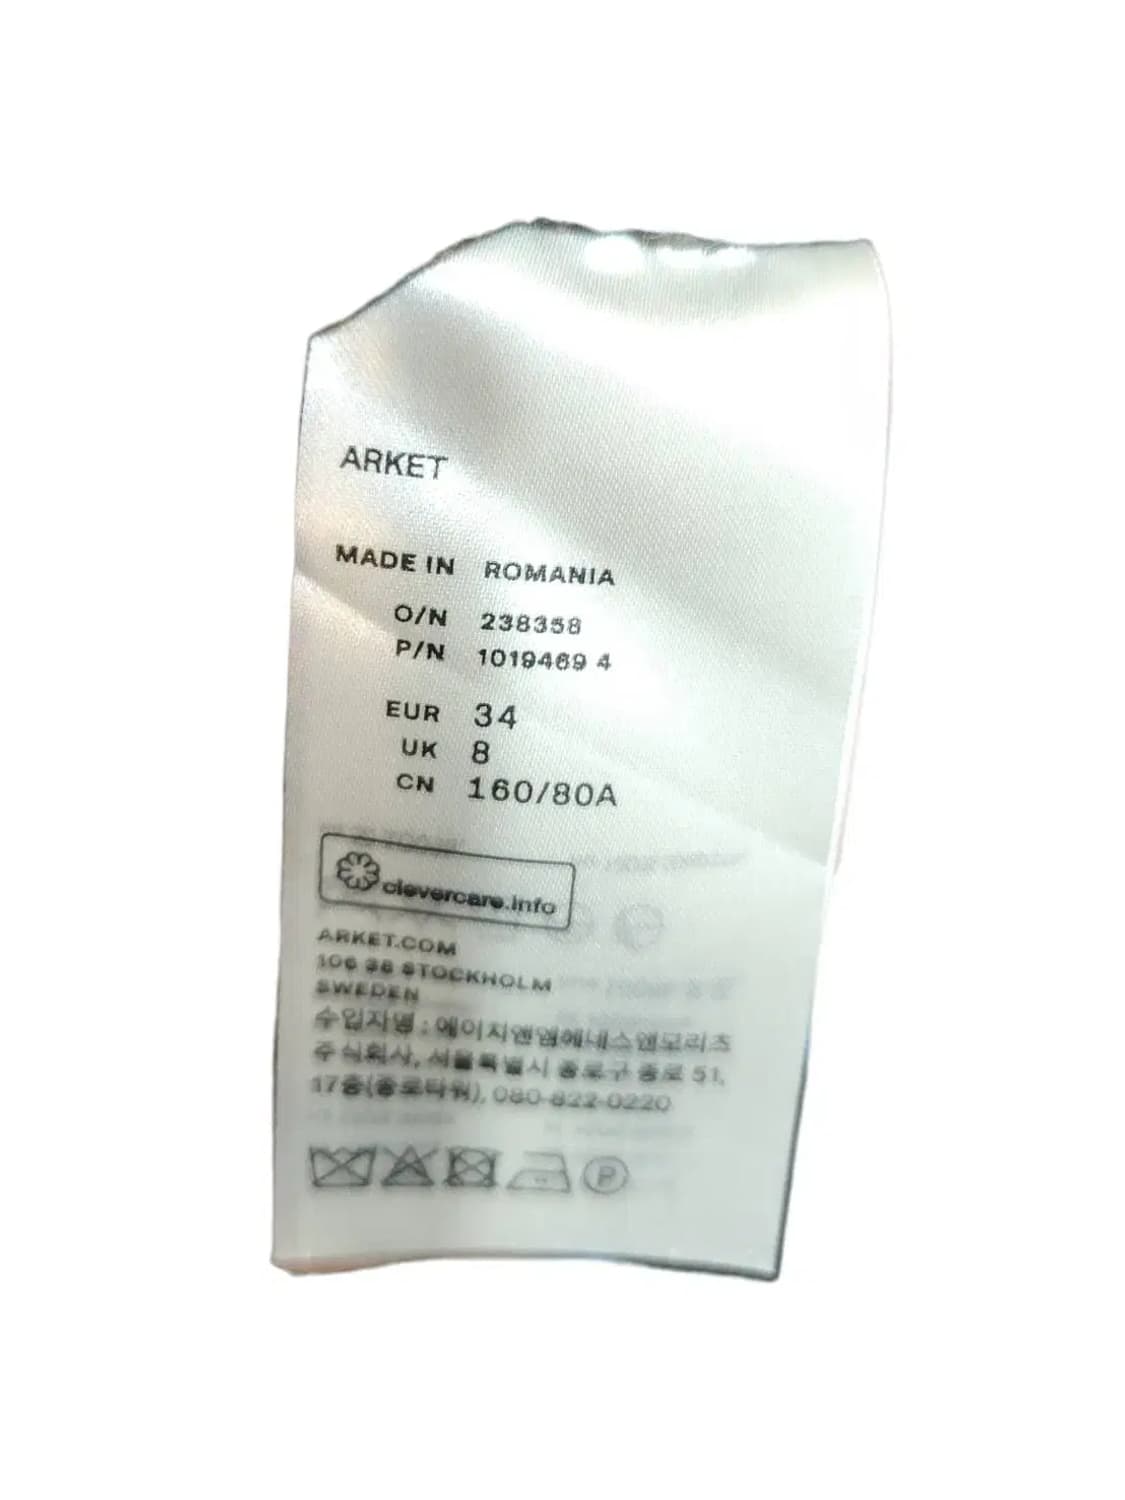 ARKET
MADE IN ROMANIA
O/N 238358
P/N 1019469 4
EUR 34
UK 8
CN 160/80A
clevercare.info
ARKET.COM
106 38 STOCKHOLM
SWEDEN
수입자명 : 에이치앤엠헤네스앤모리츠
주식회사, 서울특별시 종로구 종로 51,
17층(종로타워), 080-822-0220
P